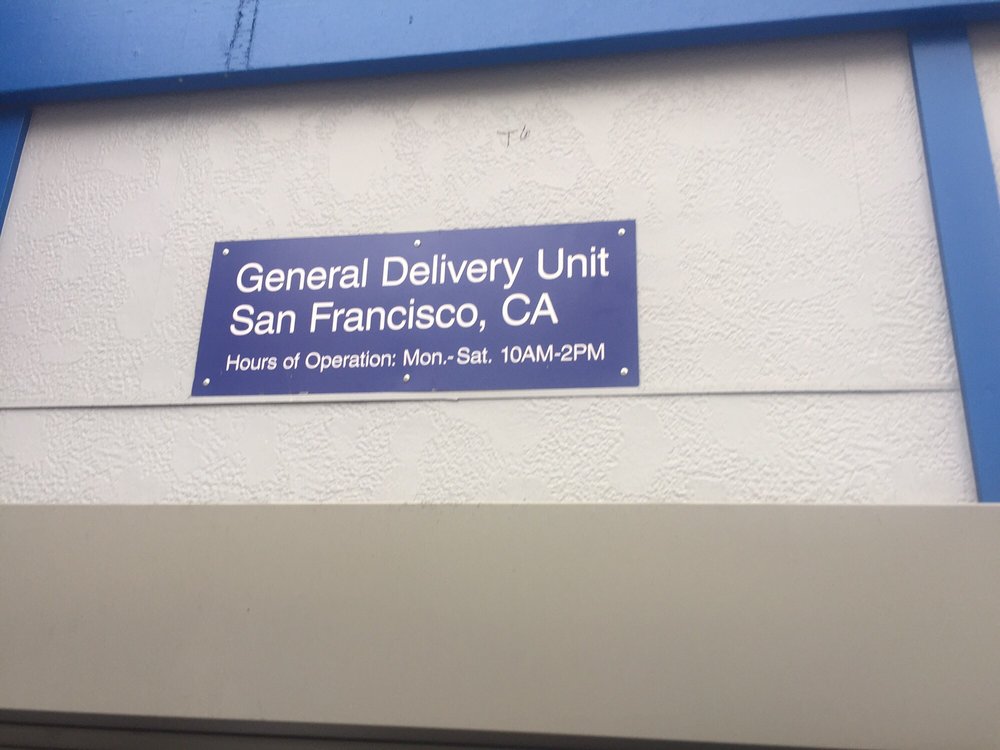 General Delivery Unit
San Francisco, CA
Hours of Operation: Mon.-Sat. 10AM-2PM